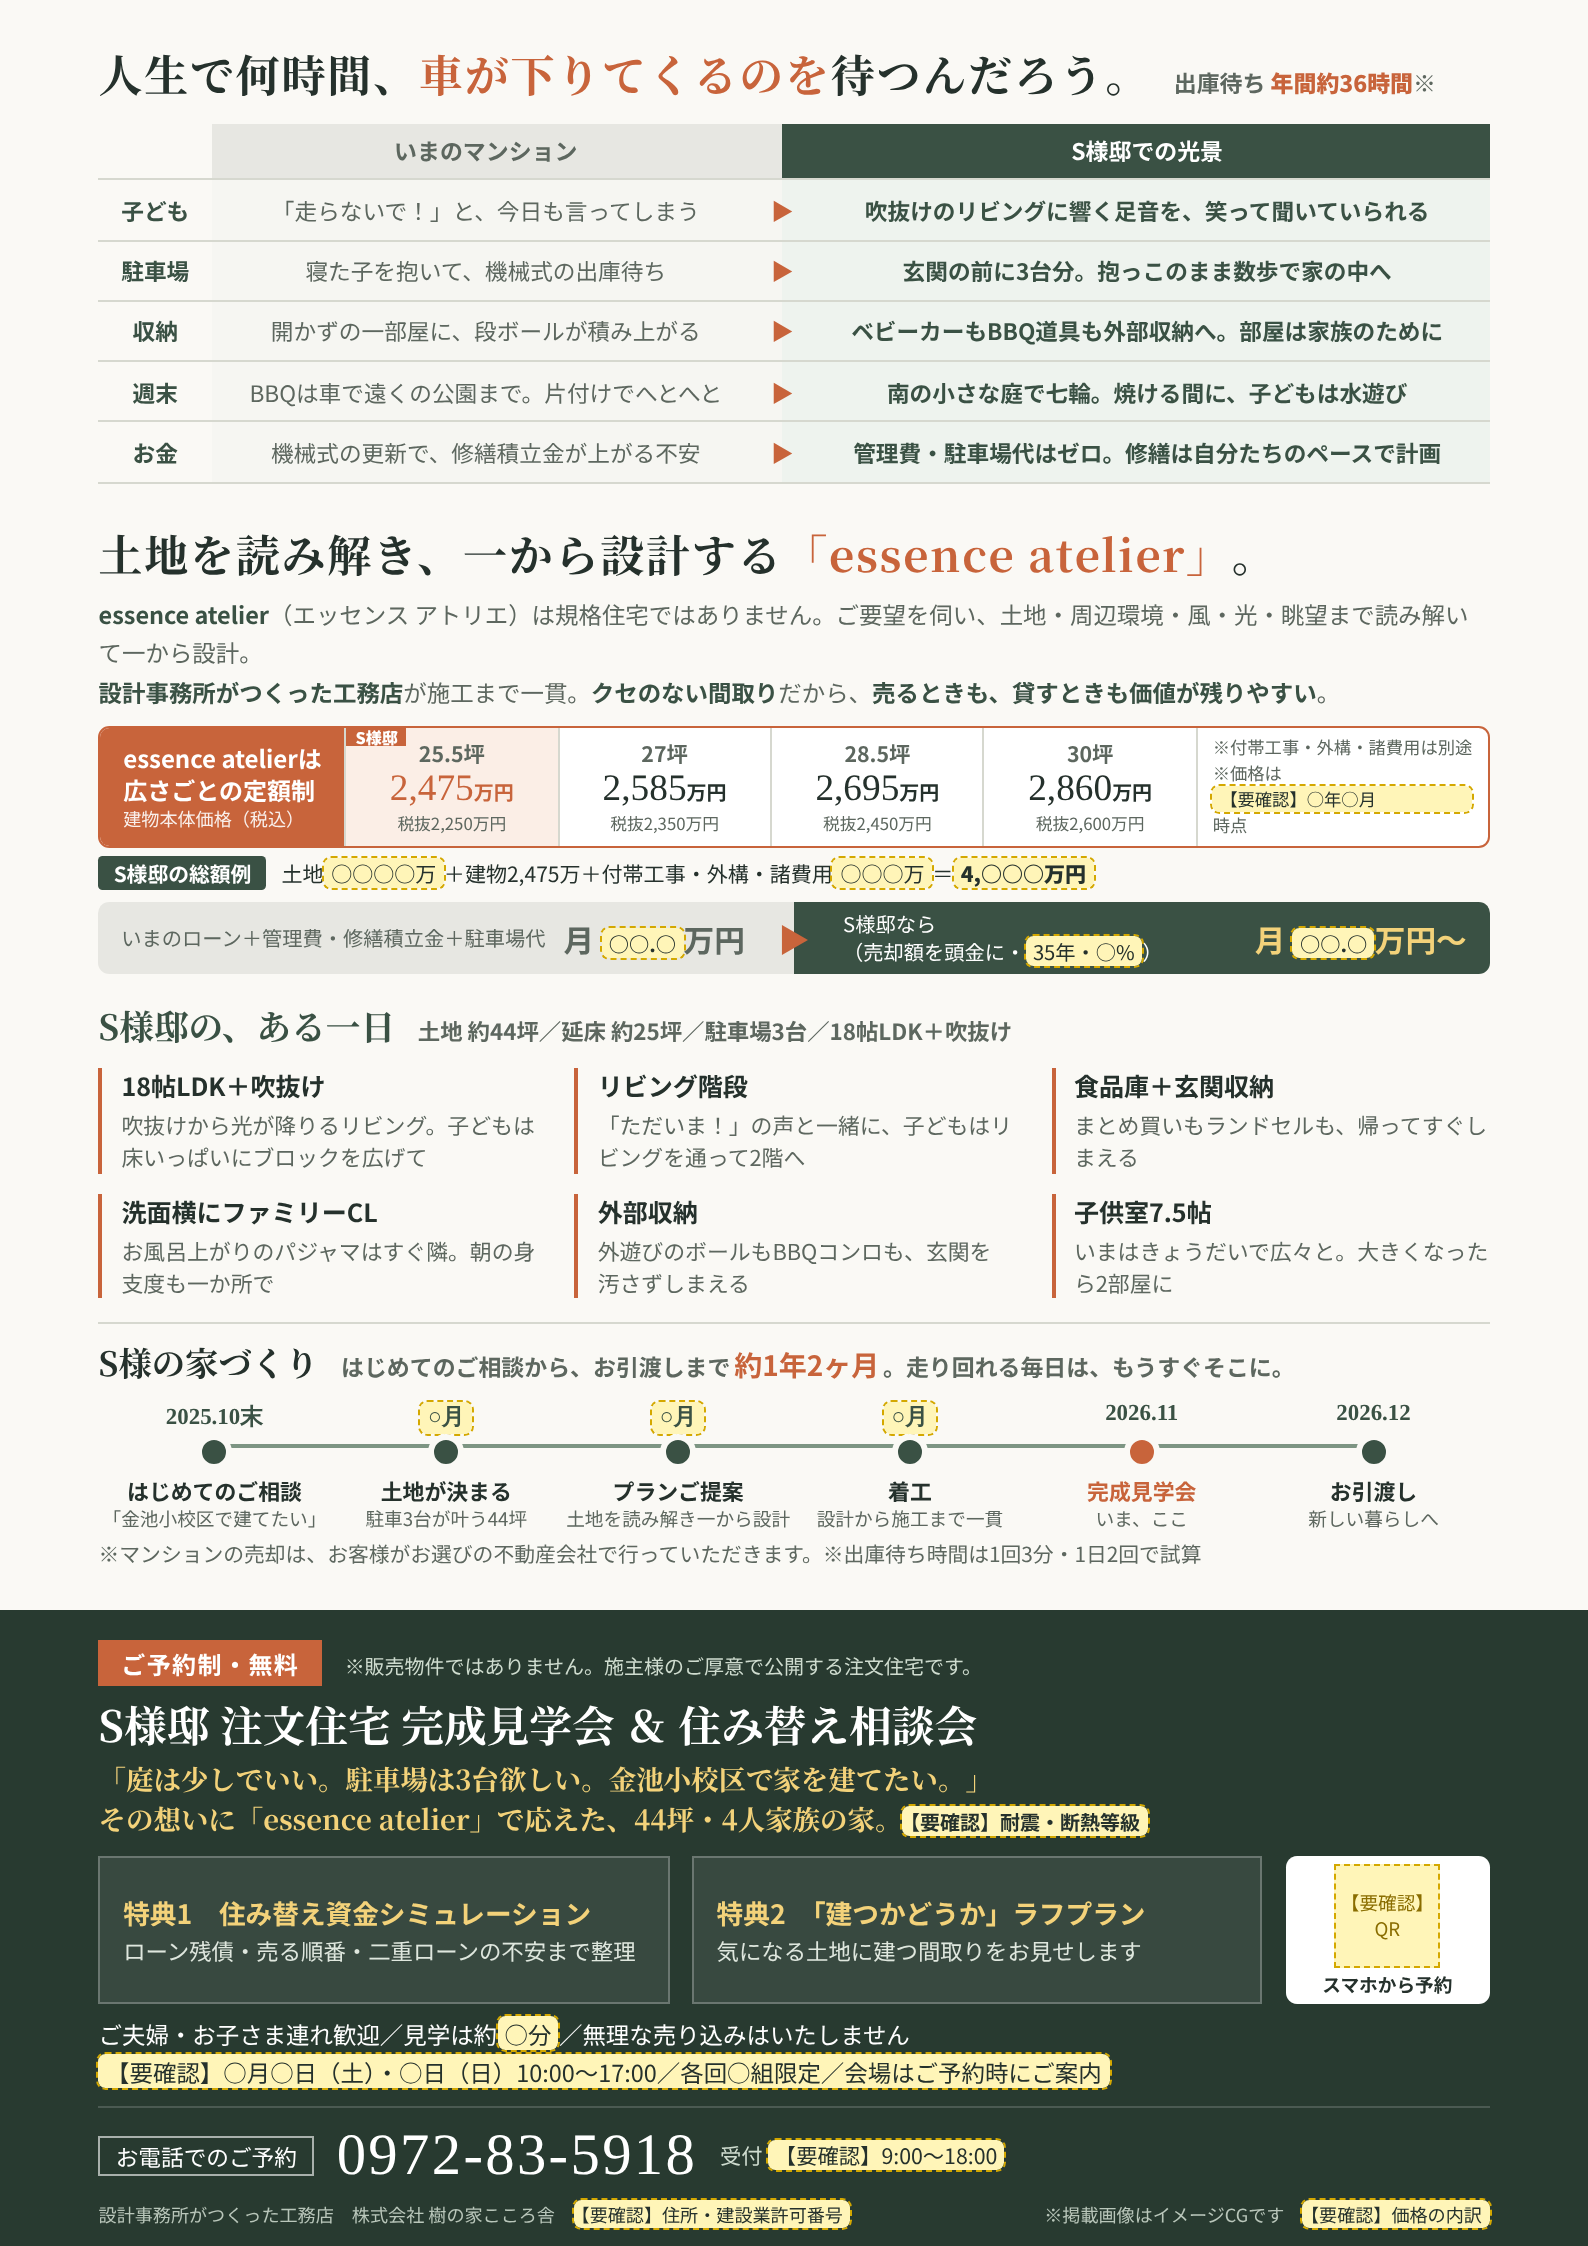 人生で何時間、車が下りてくるのを待つんだろう。 出庫待ち 年間約36時間※
いまのマンション S様邸での光景
子ども 「走らないで！」と、今日も言ってしまう ▶ 吹抜けのリビングに響く足音を、笑って聞いていられる
駐車場 寝た子を抱いて、機械式の出庫待ち ▶ 玄関の前に3台分。抱っこのまま数歩で家の中へ
収納 開かずの一部屋に、段ボールが積み上がる ▶ ベビーカーもBBQ道具も外部収納へ。部屋は家族のために
週末 BBQは車で遠くの公園まで。片付けでへとへと ▶ 南の小さな庭で七輪。焼ける間に、子どもは水遊び
お金 機械式の更新で、修繕積立金が上がる不安 ▶ 管理費・駐車場代はゼロ。修繕は自分たちのペースで計画
土地を読み解き、一から設計する「essence atelier」。
essence atelier（エッセンス アトリエ）は規格住宅ではありません。ご要望を伺い、土地・周辺環境・風・光・眺望まで読み解い
て一から設計。
設計事務所がつくった工務店が施工まで一貫。クセのない間取りだから、売るときも、貸すときも価値が残りやすい。
essence atelierは
広さごとの定額制
建物本体価格（税込）
S様邸
25.5坪
2,475万円
税抜2,250万円
27坪
2,585万円
税抜2,350万円
28.5坪
2,695万円
税抜2,450万円
30坪
2,860万円
税抜2,600万円
※付帯工事・外構・諸費用は別途
※価格は
【要確認】○年○月
時点
S様邸の総額例 土地○○○○万＋建物2,475万＋付帯工事・外構・諸費用○○○万＝4,○○○万円
いまのローン＋管理費・修繕積立金＋駐車場代 月○○.○万円
S様邸なら
（売却額を頭金に・35年・○%） 月○○.○万円〜
S様邸の、ある一日 土地 約44坪／延床 約25坪／駐車場3台／18帖LDK＋吹抜け
18帖LDK＋吹抜け
吹抜けから光が降りるリビング。子どもは
床いっぱいにブロックを広げて
リビング階段
「ただいま！」の声と一緒に、子どもはリ
ビングを通って2階へ
食品庫＋玄関収納
まとめ買いもランドセルも、帰ってすぐし
まえる
洗面横にファミリーCL
お風呂上がりのパジャマはすぐ隣。朝の身
支度も一か所で
外部収納
外遊びのボールもBBQコンロも、玄関を
汚さずしまえる
子供室7.5帖
いまはきょうだいで広々と。大きくなった
ら2部屋に
S様の家づくり はじめてのご相談から、お引渡しまで約1年2ヶ月。走り回れる毎日は、もうすぐそこに。
2025.10末 ○月 ○月 ○月 2026.11 2026.12
はじめてのご相談 土地が決まる プランご提案 着工 完成見学会 お引渡し
「金池小校区で建てたい」 駐車3台が叶う44坪 土地を読み解き一から設計 設計から施工まで一貫 いま、ここ 新しい暮らしへ
※マンションの売却は、お客様がお選びの不動産会社で行っていただきます。※出庫待ち時間は1回3分・1日2回で試算
ご予約制・無料 ※販売物件ではありません。施主様のご厚意で公開する注文住宅です。
S様邸 注文住宅 完成見学会 ＆ 住み替え相談会
「庭は少しでいい。駐車場は3台欲しい。金池小校区で家を建てたい。」
その想いに「essence atelier」で応えた、44坪・4人家族の家。【要確認】耐震・断熱等級
特典1 住み替え資金シミュレーション
ローン残債・売る順番・二重ローンの不安まで整理
特典2 「建つかどうか」ラフプラン
気になる土地に建つ間取りをお見せします
【要確認】
QR
スマホから予約
ご夫婦・お子さま連れ歓迎／見学は約○分／無理な売り込みはいたしません
【要確認】○月○日（土）・○日（日）10:00〜17:00／各回○組限定／会場はご予約時にご案内
お電話でのご予約 0972-83-5918 受付【要確認】9:00〜18:00
設計事務所がつくった工務店 株式会社 樹の家こころ舎 【要確認】住所・建設業許可番号 ※掲載画像はイメージCGです 【要確認】価格の内訳